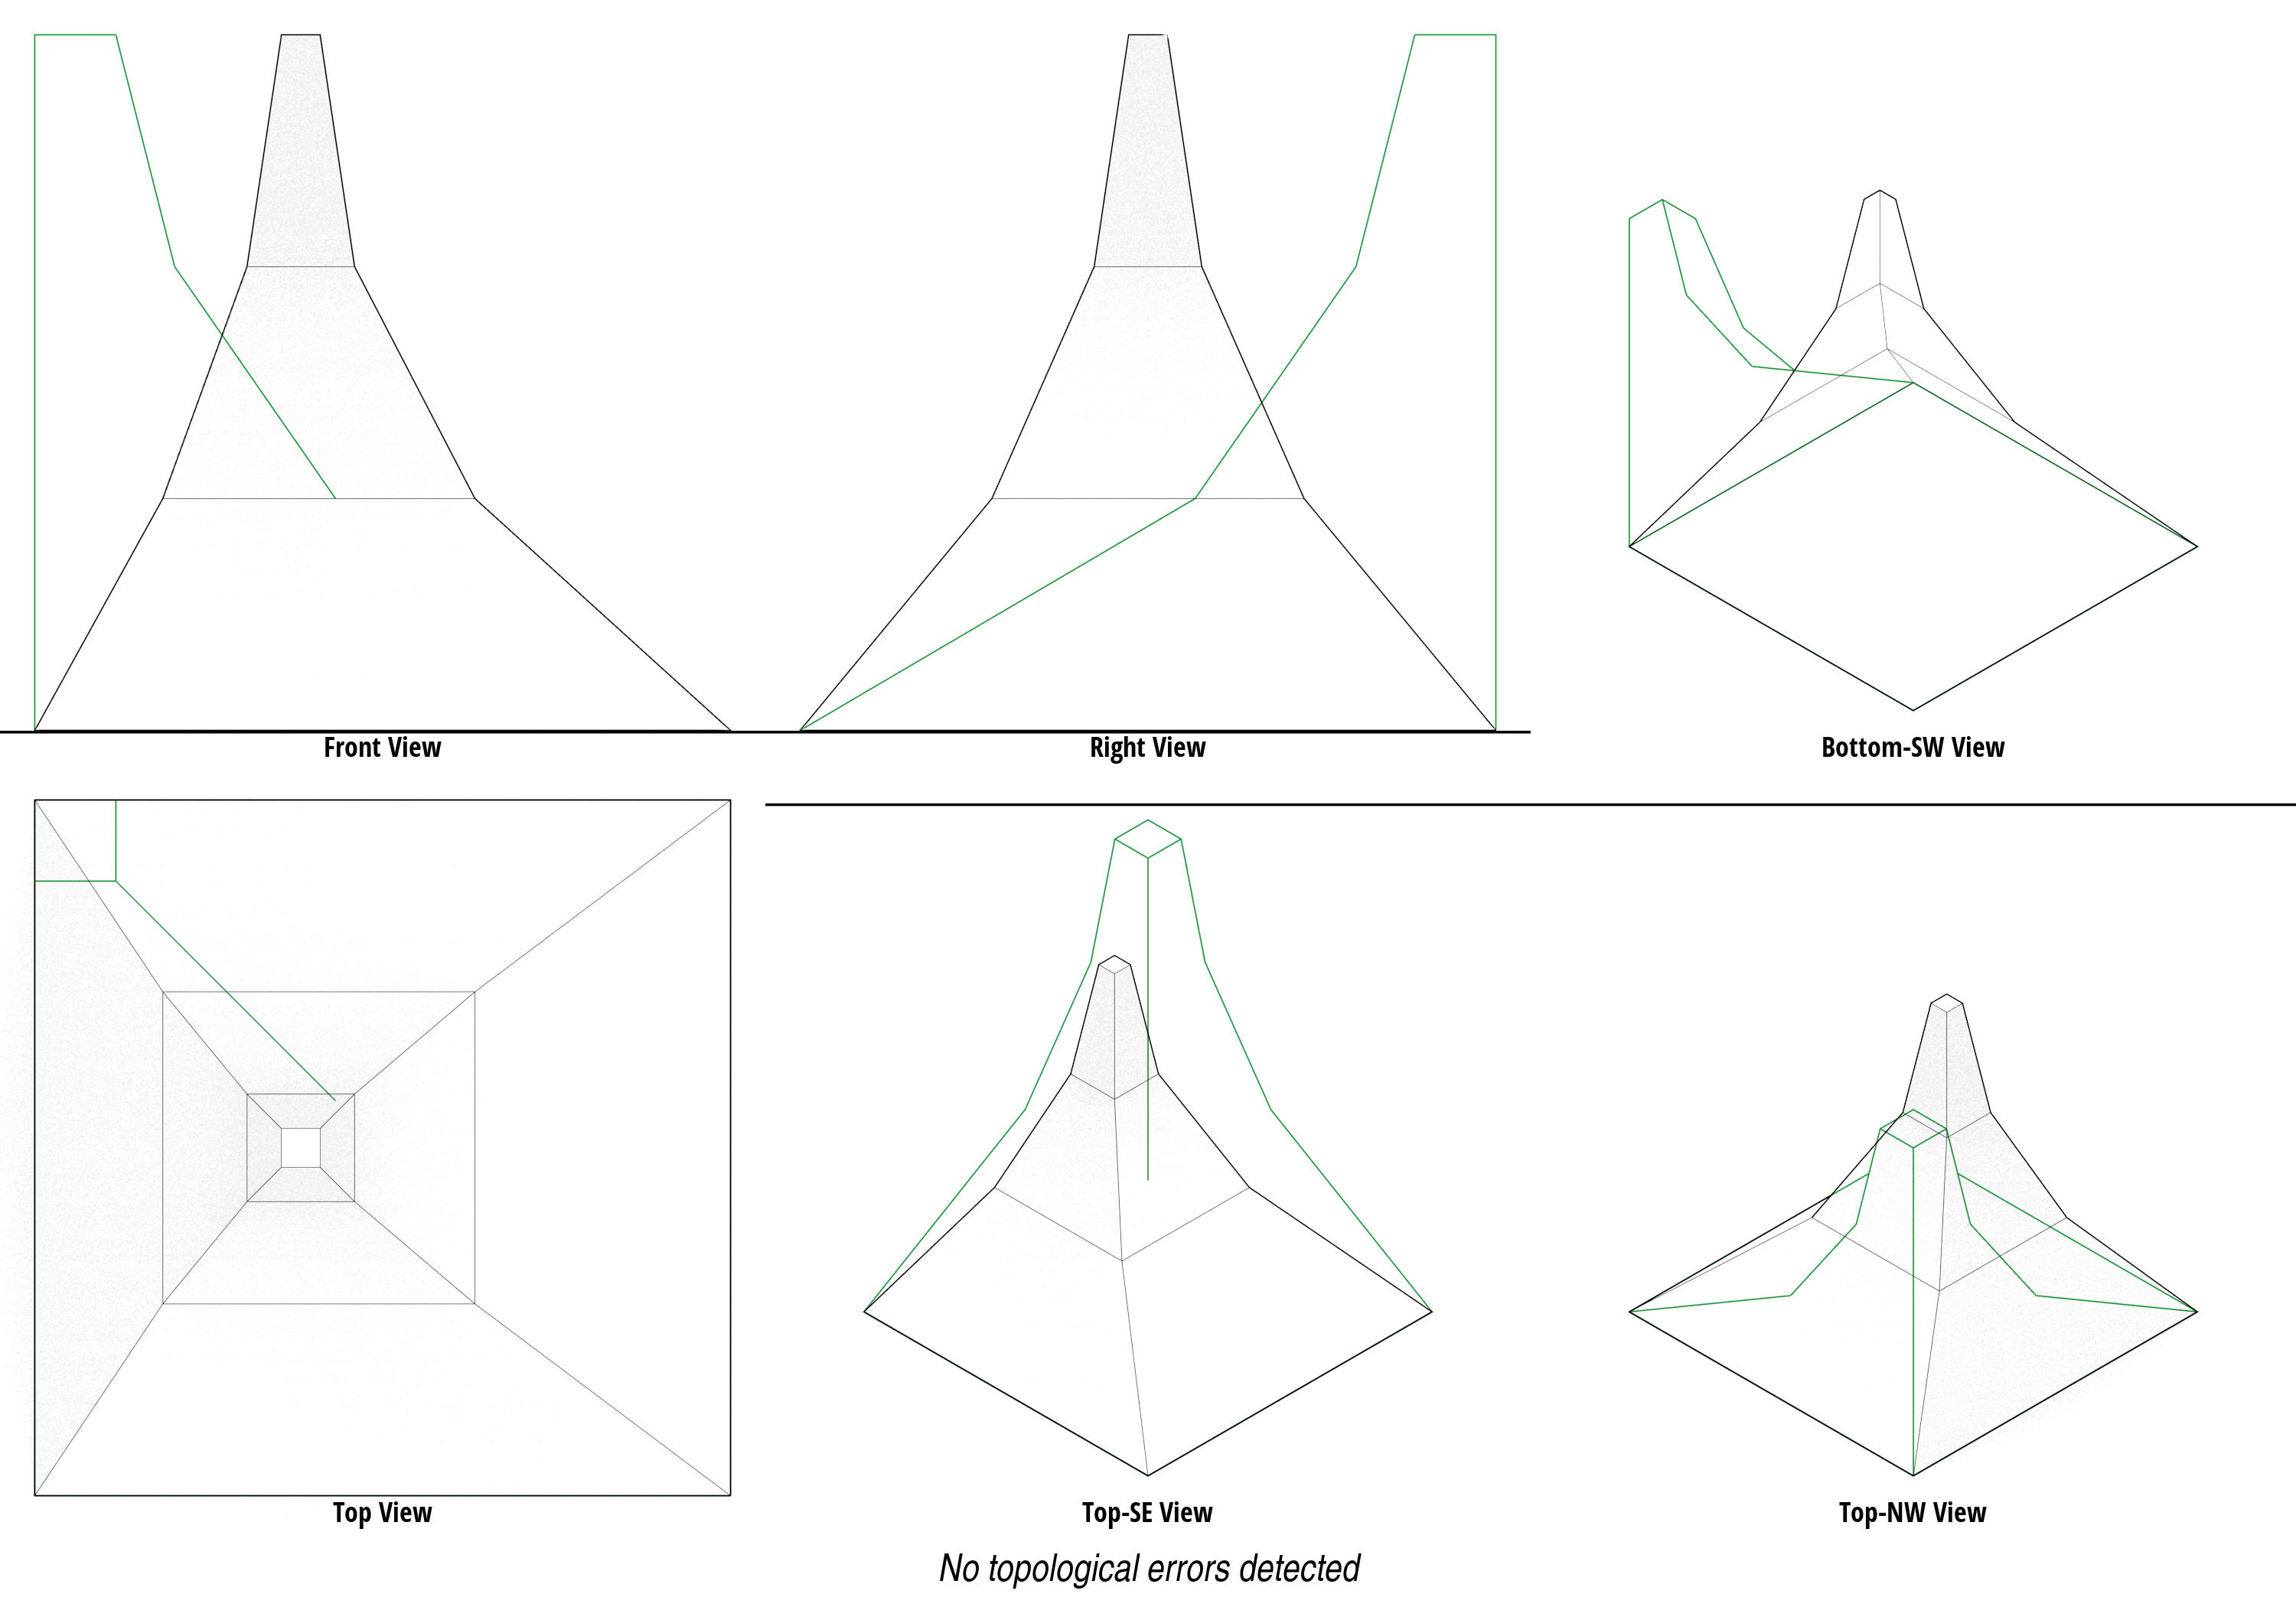 Front View
Right View
Bottom-SW View
Top View
Top-SE View
Top-NW View
No topological errors detected